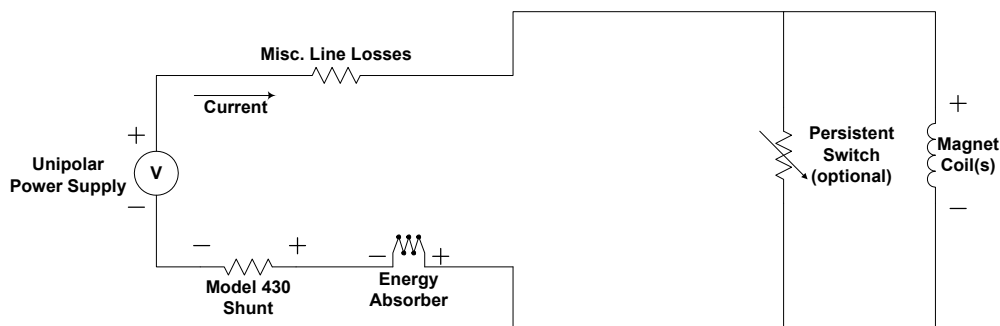 Misc. Line Losses
Current
+
Unipolar
Power Supply
V
−
Persistent
Switch
(optional)
+
Magnet
Coil(s)
−
−
+
Model 430
Shunt
−
+
Energy
Absorber